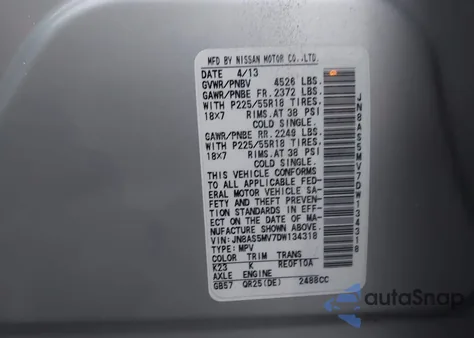 MFD BY NISSAN MOTOR CO.,LTD.
DATE 4/13
GVWR/PNBV 4526 LBS.
GAWR/PNBE FR. 2372 LBS.
WITH P225/55R18 TIRES,
18X7 RIMS.AT 38 PSI
COLD SINGLE.
GAWR/PNBE RR. 2249 LBS.
WITH P225/55R18 TIRES,
18X7 RIMS.AT 38 PSI
COLD SINGLE.
THIS VEHICLE CONFORMS
TO ALL APPLICABLE FED-
ERAL MOTOR VEHICLE SA-
FETY AND THEFT PREVEN-
TION STANDARDS IN EFF-
ECT ON THE DATE OF MA-
NUFACTURE SHOWN ABOVE.
VIN:JN8AS5MV7DW134318
TYPE:MPV
COLOR TRIM TRANS
K23 K RE0F10A
AXLE ENGINE
GB57 QR25(DE) 2488CC
JN8AS5MV7DW134318
autoSnap